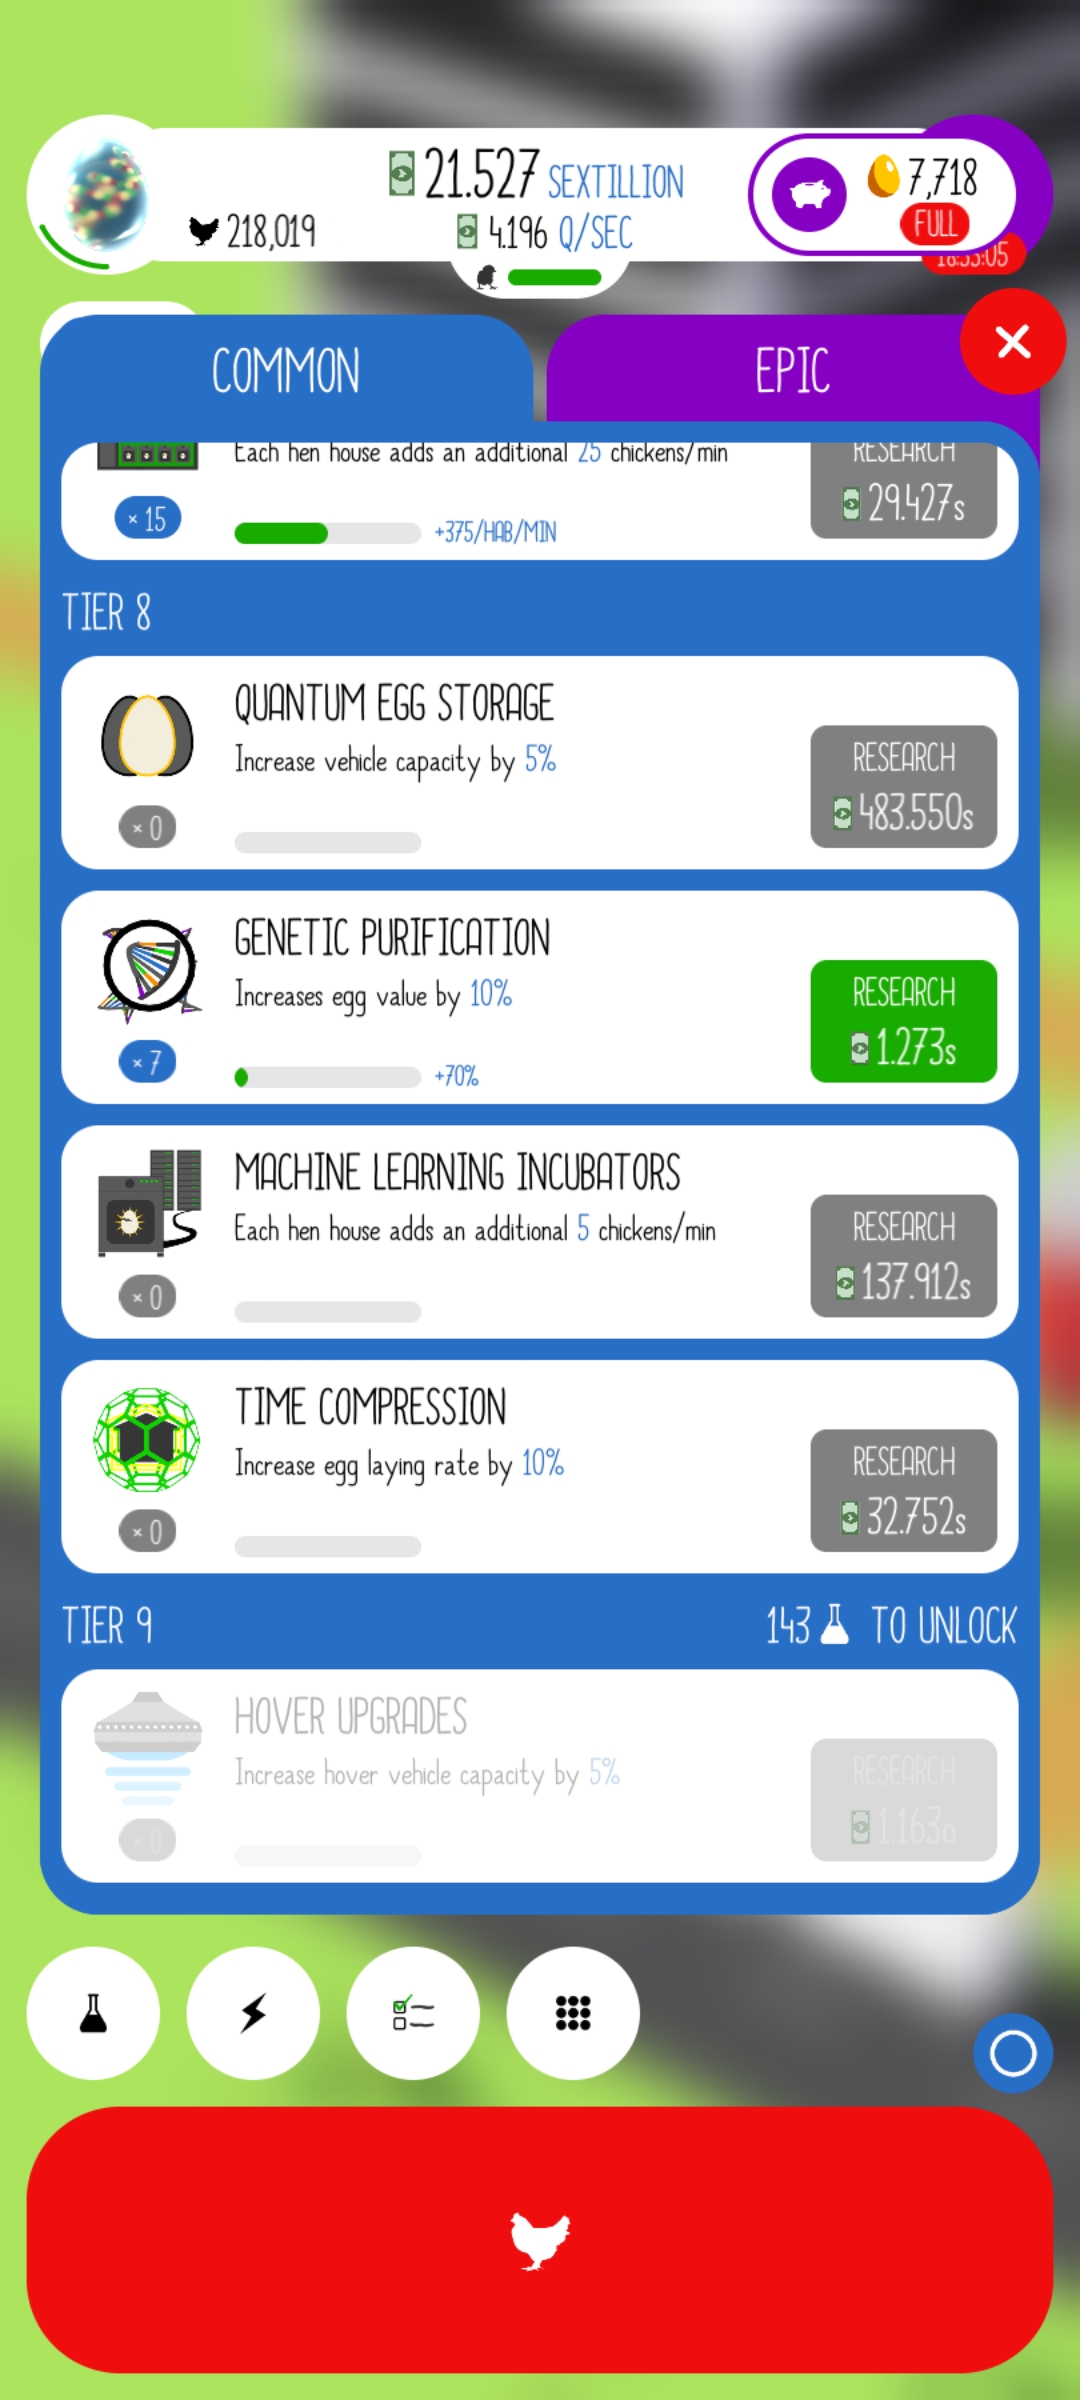 21.527 SEXTILLION
7,718
218,019
4.196 Q/SEC
FULL
18:53:05
COMMON
EPIC
Each hen house adds an additional 25 chickens/min
RESEARCH
29.427s
× 15
+375/HAB/MIN
TIER 8
QUANTUM EGG STORAGE
Increase vehicle capacity by 5%
RESEARCH
483.550s
× 0
GENETIC PURIFICATION
Increases egg value by 10%
RESEARCH
1.273s
× 7
+70%
MACHINE LEARNING INCUBATORS
Each hen house adds an additional 5 chickens/min
RESEARCH
137.912s
× 0
TIME COMPRESSION
Increase egg laying rate by 10%
RESEARCH
32.752s
× 0
TIER 9
143 TO UNLOCK
HOVER UPGRADES
Increase hover vehicle capacity by 5%
RESEARCH
1.163o
× 0